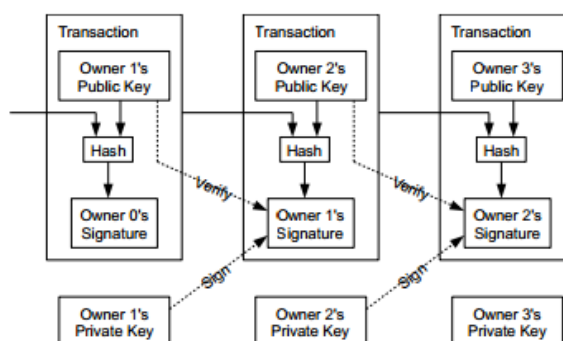 Transaction
Transaction
Transaction
Owner 1's
Public Key
Owner 2's
Public Key
Owner 3's
Public Key
Hash
Hash
Hash
Verify
Verify
Owner 0's
Signature
Owner 1's
Signature
Owner 2's
Signature
Sign
Sign
Owner 1's
Private Key
Owner 2's
Private Key
Owner 3's
Private Key